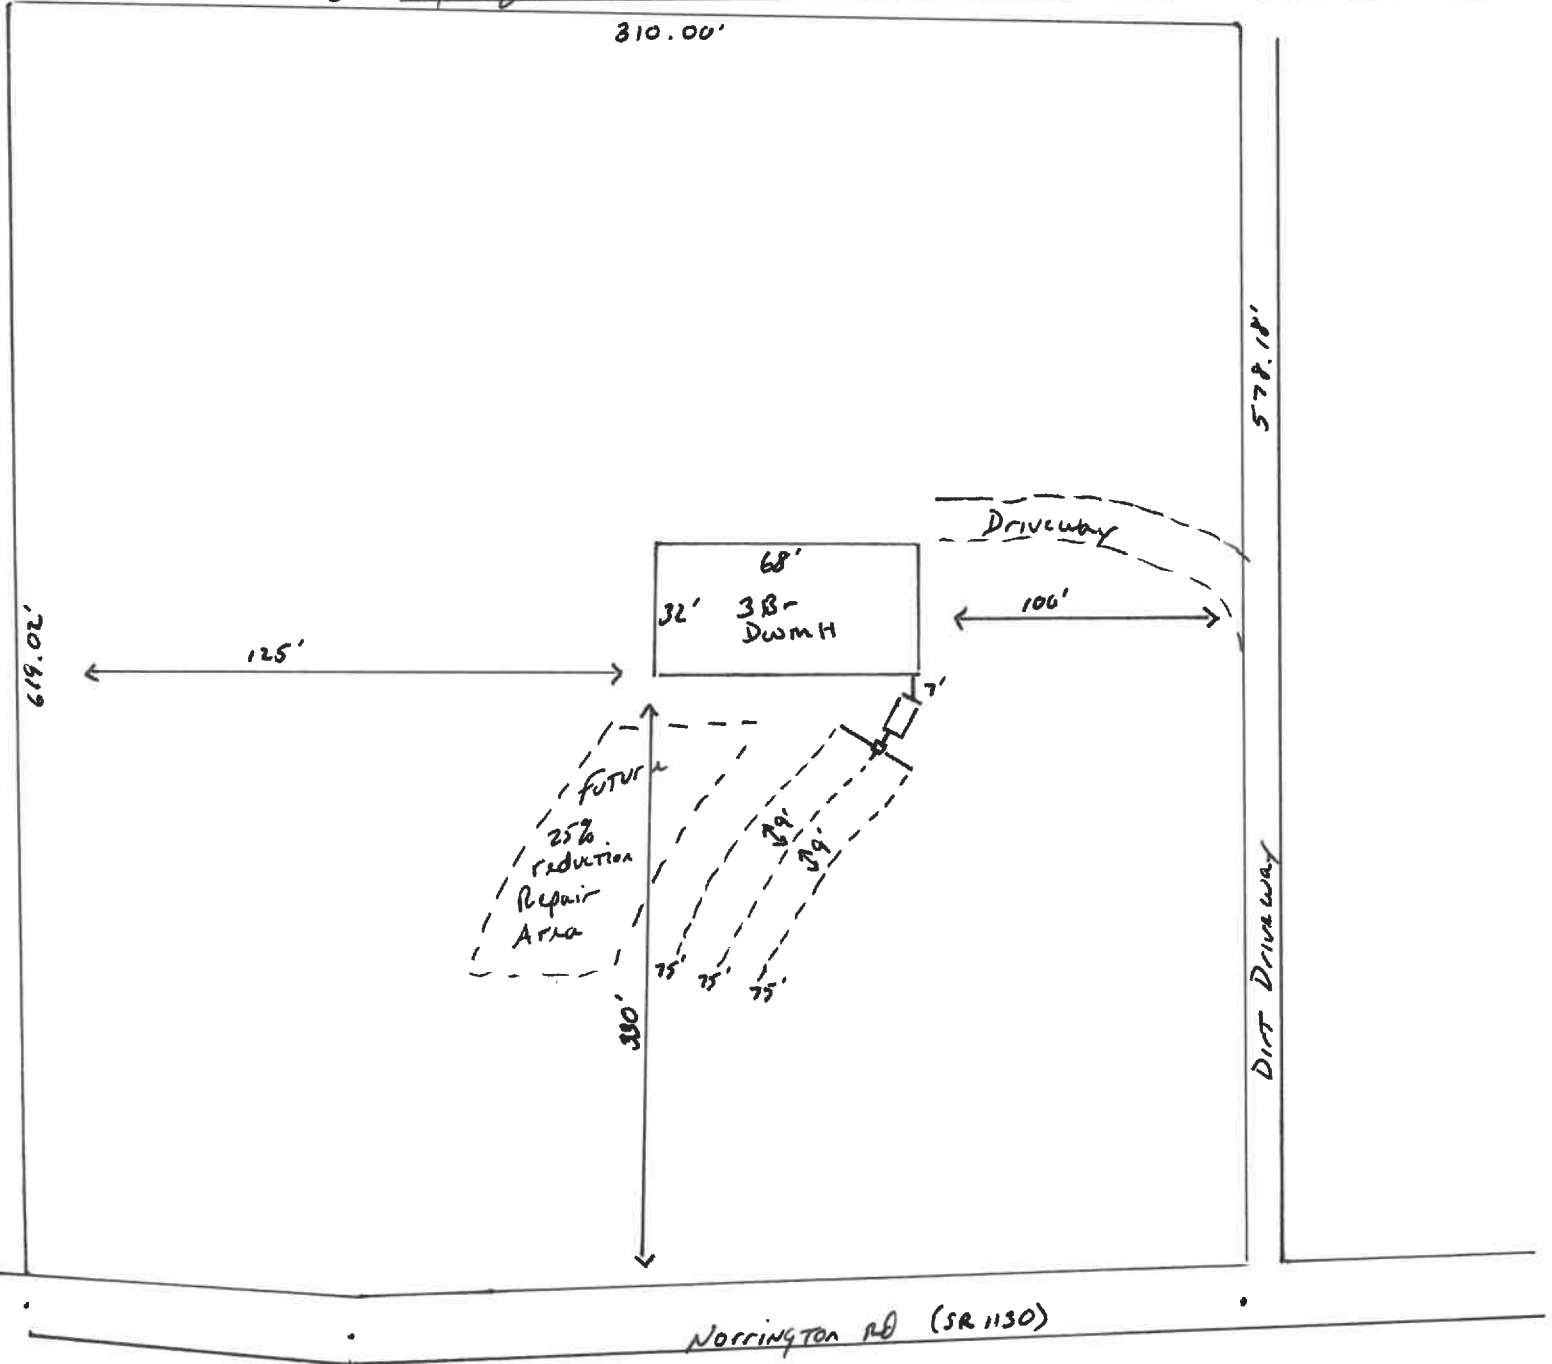 310.00'
578.18'
Driveway
68'
32'
3Br
DWMH
100'
125'
619.02'
7'
Future
25%
reduction
Repair
Area
9'
9'
75'
75'
75'
330'
Dirt Driveway
Norrington RD (SR 1130)